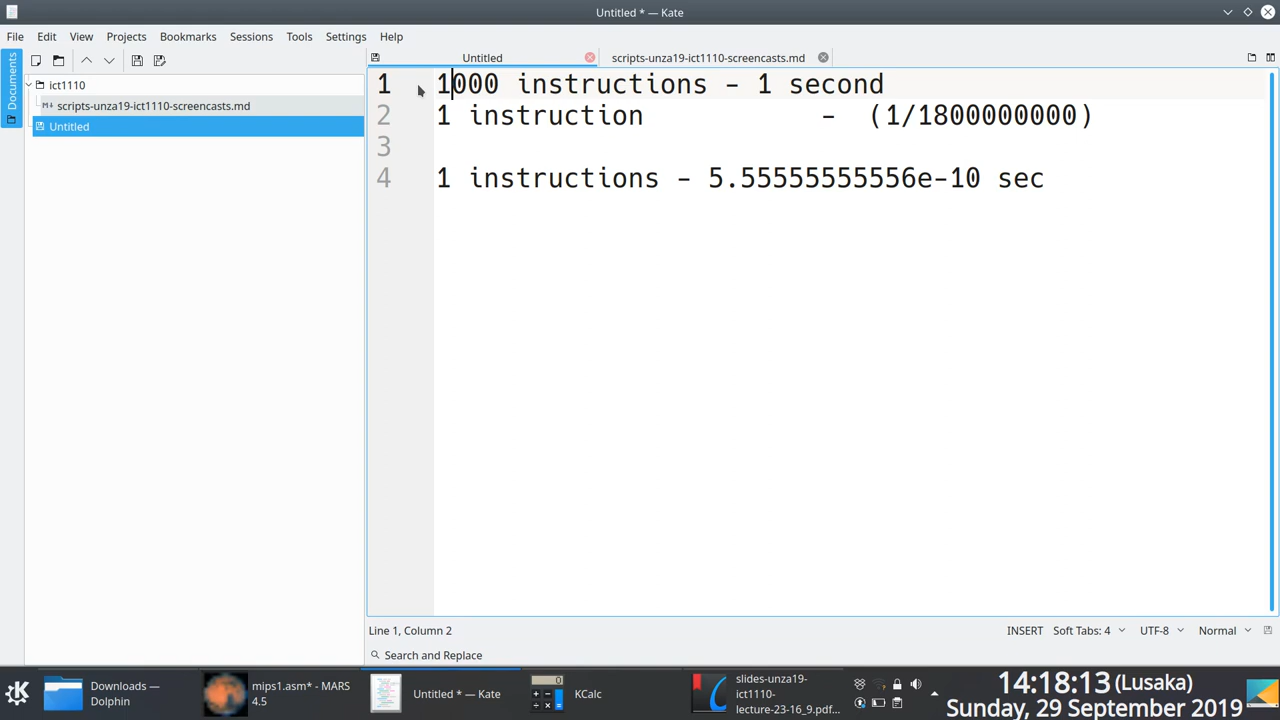 Untitled * — Kate
File Edit View Projects Bookmarks Sessions Tools Settings Help
Documents
ict1110
M+ scripts-unza19-ict1110-screencasts.md
Untitled
Untitled scripts-unza19-ict1110-screencasts.md
1 1000 instructions - 1 second
2 1 instruction - (1/1800000000)
3
4 1 instructions - 5.55555555556e-10 sec
Line 1, Column 2 INSERT Soft Tabs: 4 UTF-8 Normal
Search and Replace
Downloads — Dolphin
mips1.asm* - MARS 4.5
Untitled * — Kate
0
KCalc
slides-unza19-ict1110-lecture-23-16_9.pdf...
14:18:13 (Lusaka)
Sunday, 29 September 2019